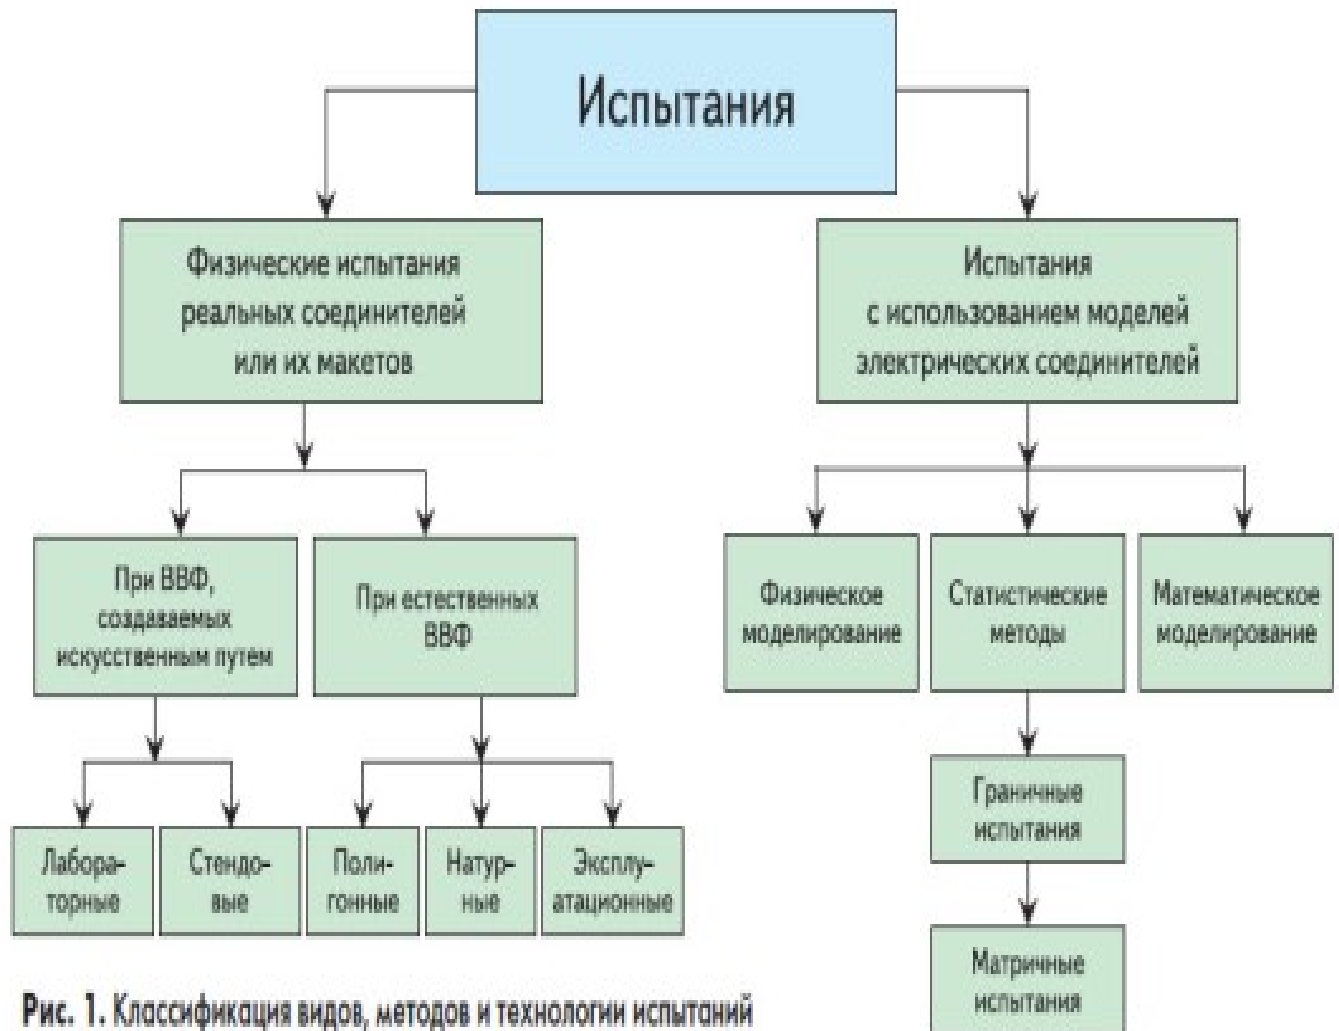 Испытания
Физические испытания
реальных соединителей
или их макетов
Испытания
с использованием моделей
электрических соединителей
При ВВФ,
создаваемых
искусственным путем
При естественных
ВВФ
Физическое
моделирование
Статистические
методы
Математическое
моделирование
Граничные
испытания
Матричные
испытания
Лабора-
торные
Стендо-
вые
Поли-
гонные
Натур-
ные
Эксплу-
атационные
Рис. 1. Классификация видов, методов и технологии испытаний